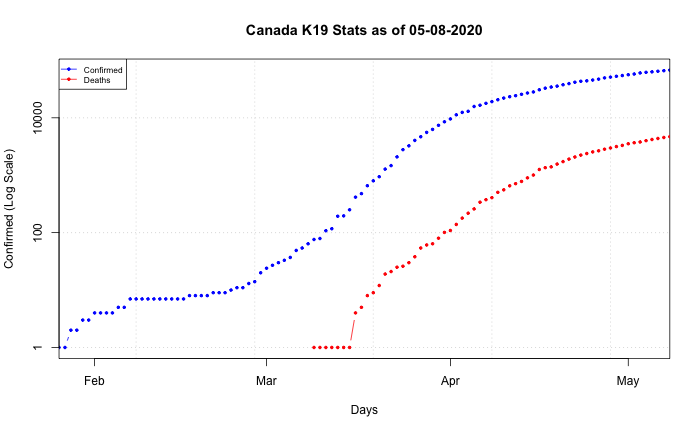 Canada K19 Stats as of 05-08-2020
Confirmed
Deaths
Confirmed (Log Scale)
10000
100
1
Feb Mar Apr May
Days